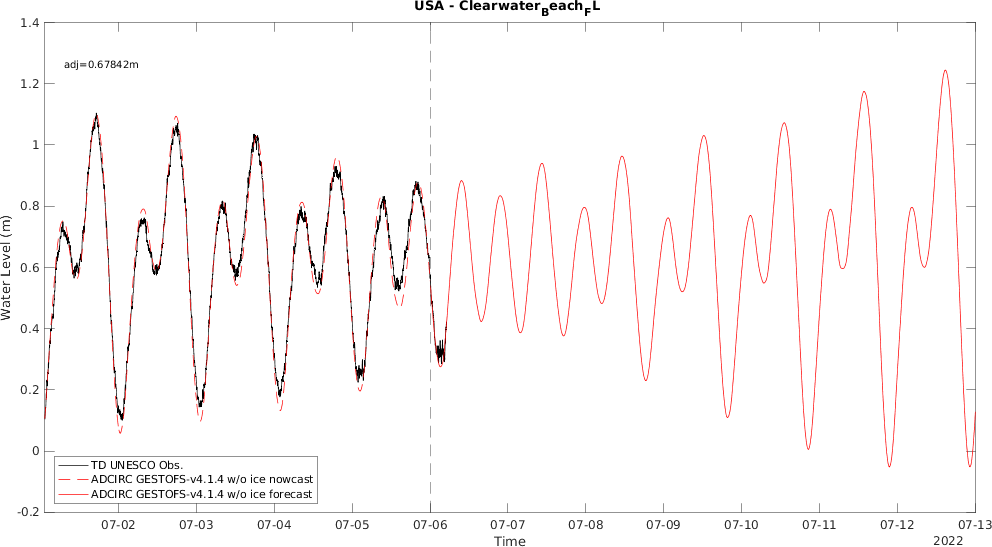 USA - Clearwater_Beach_FL
adj=0.67842m
1.4
1.2
1
0.8
0.6
0.4
0.2
0
-0.2
Water Level (m)
TD UNESCO Obs.
ADCIRC GESTOFS-v4.1.4 w/o ice nowcast
ADCIRC GESTOFS-v4.1.4 w/o ice forecast
07-02 07-03 07-04 07-05 07-06 07-07 07-08 07-09 07-10 07-11 07-12 07-13
Time
2022